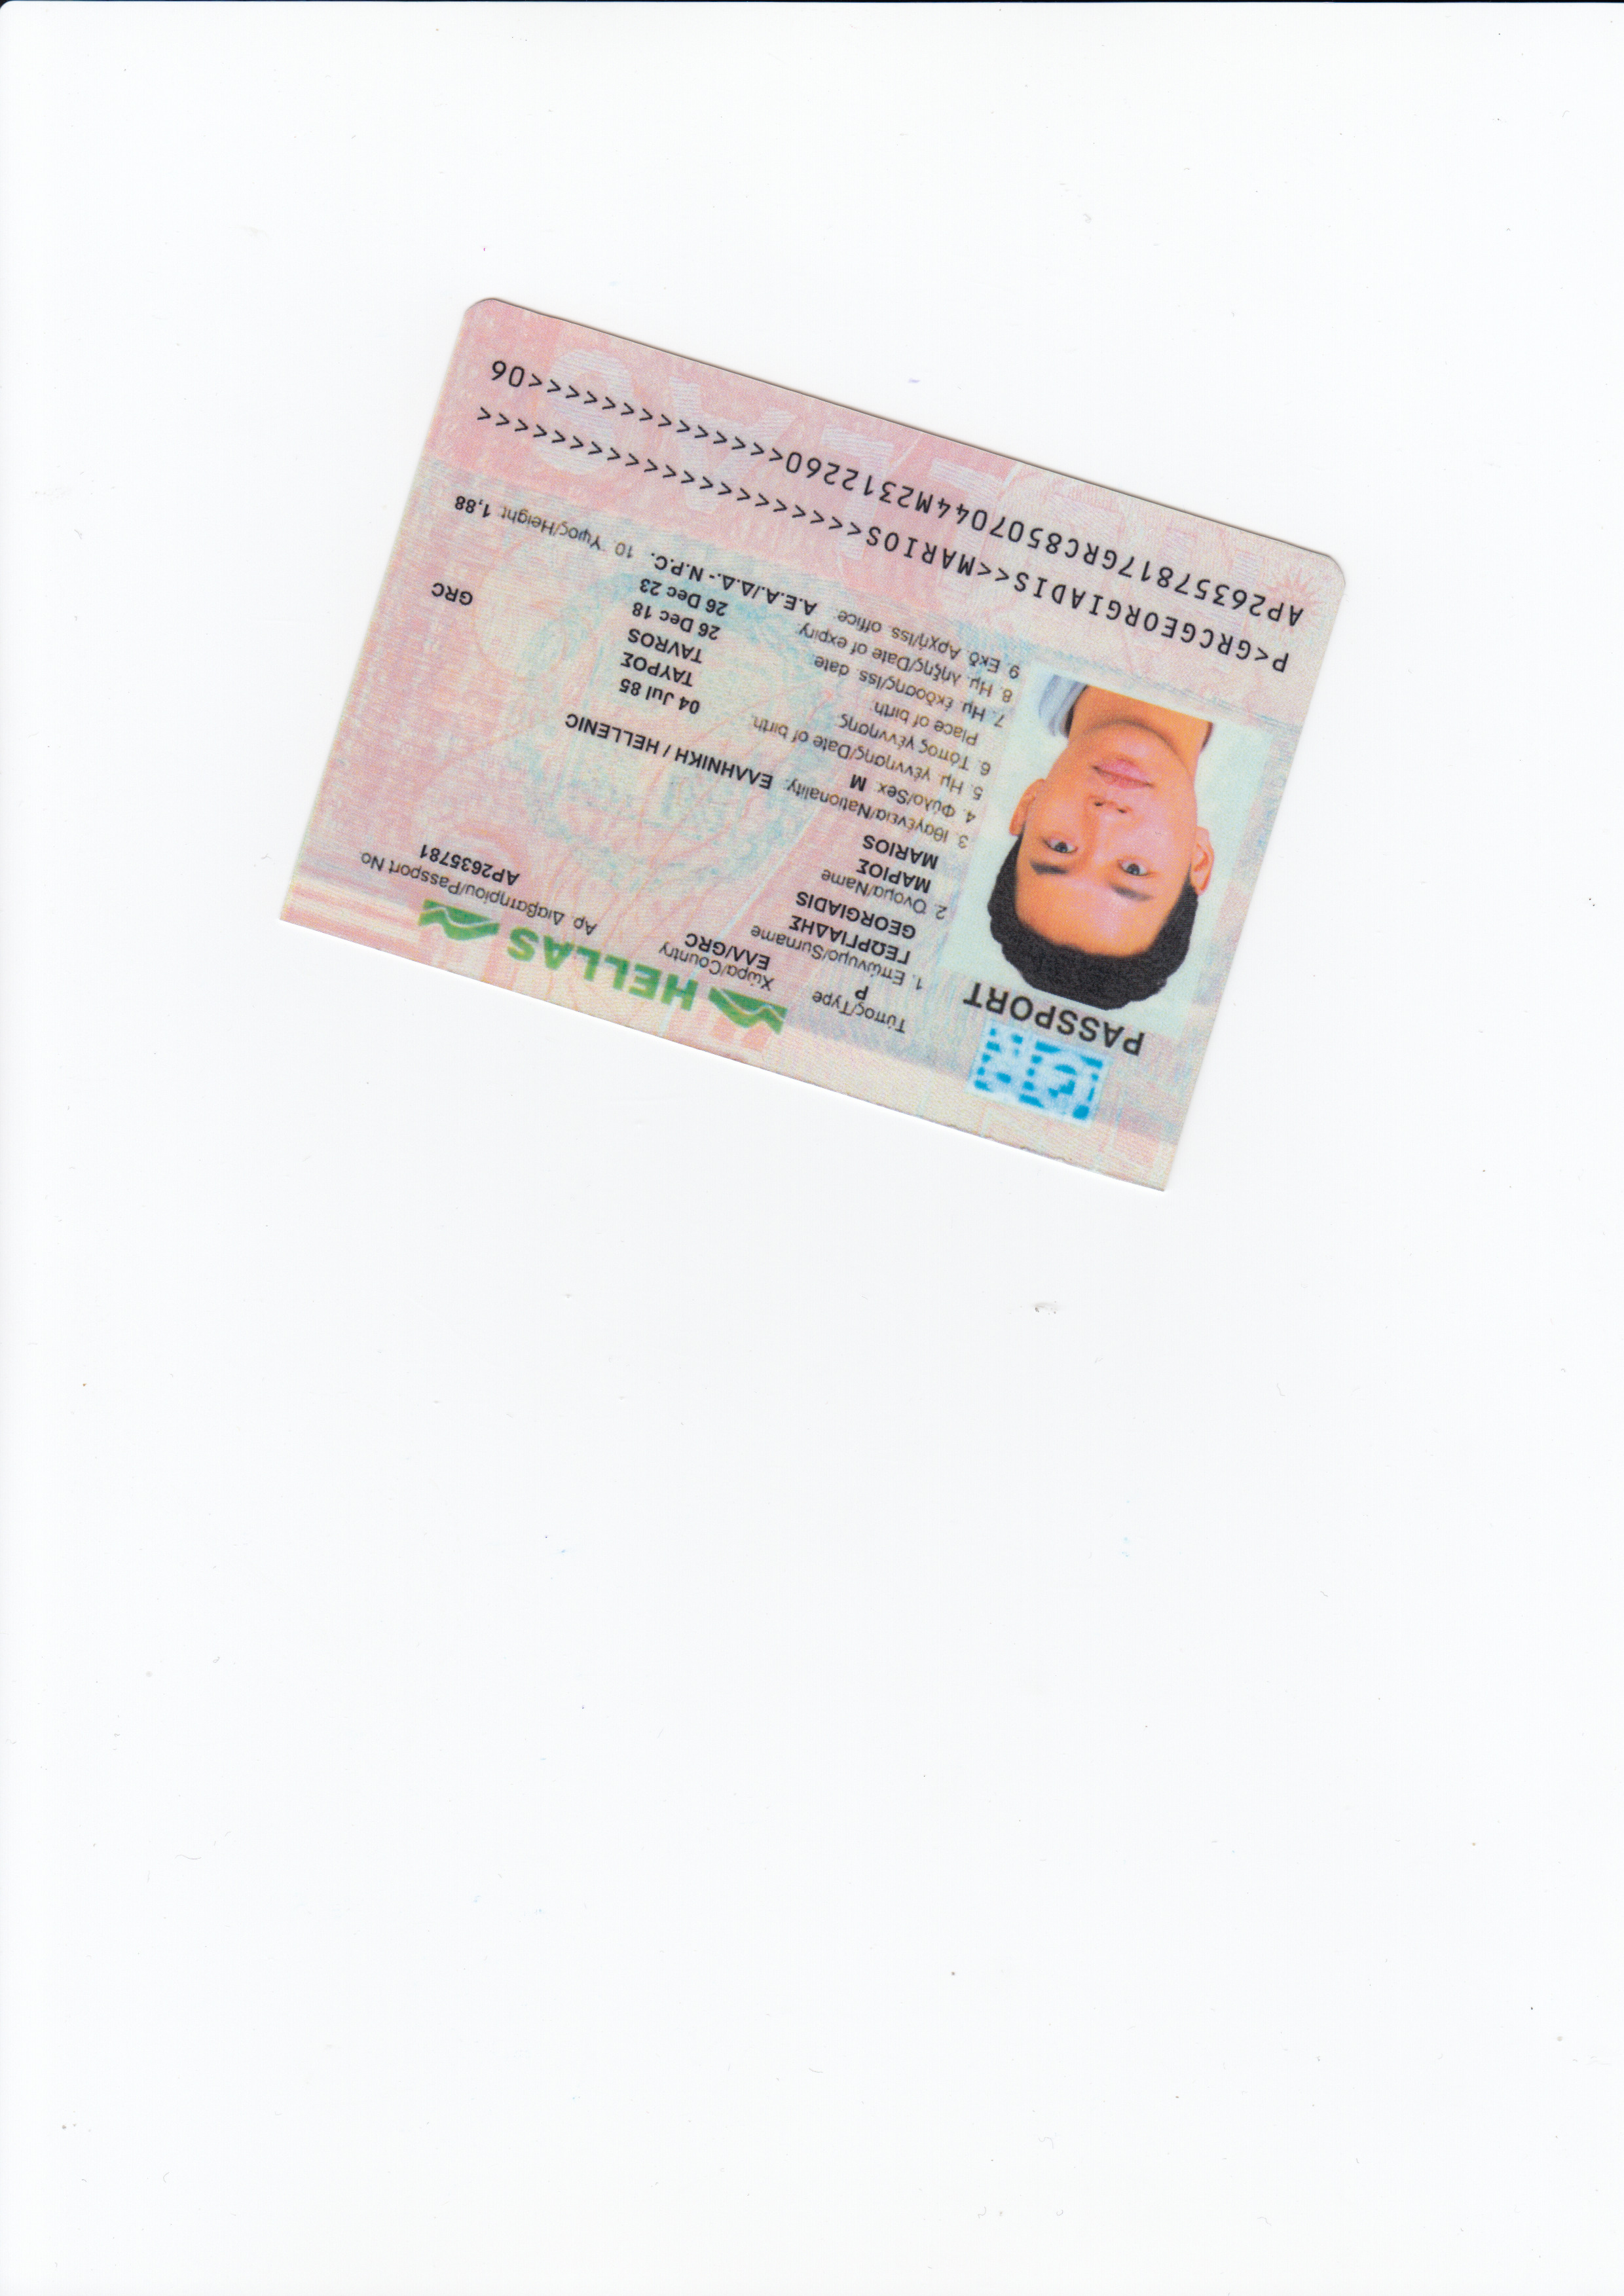 PASSPORT
HELLAS
Τύπος/Type
P
Χώρα/Country
ΕΛΛ/GRC
Αρ. Διαβατηρίου/Passport No
AP2635781
1. Επώνυμο/Surname
ΓΕΩΡΓΙΑΔΗΣ
GEORGIADIS
2. Όνομα/Name
ΜΑΡΙΟΣ
MARIOS
3. Ιθαγένεια/Nationality. ΕΛΛΗΝΙΚΗ / HELLENIC
4. Φύλο/Sex. M
5. Ημ. γέννησης/Date of birth. 04 Jul 85
6. Τόπος γέννησης ΤΑΥΡΟΣ
Place of birth. TAVROS GRC
7. Ημ. έκδοσης/Iss. date. 26 Dec 18
8. Ημ. λήξης/Date of expiry. 26 Dec 23
9. Εκδ. Αρχή/Iss. office. Α.Ε.Α./Δ.Δ.- N.P.C. 10. Υψος/Height. 1,88
P<GRCGEORGIADIS<<MARIOS<<<<<<<<<<<<<<<<<<<<<
AP26357817GRC8507044M2312260<<<<<<<<<<<<<<06